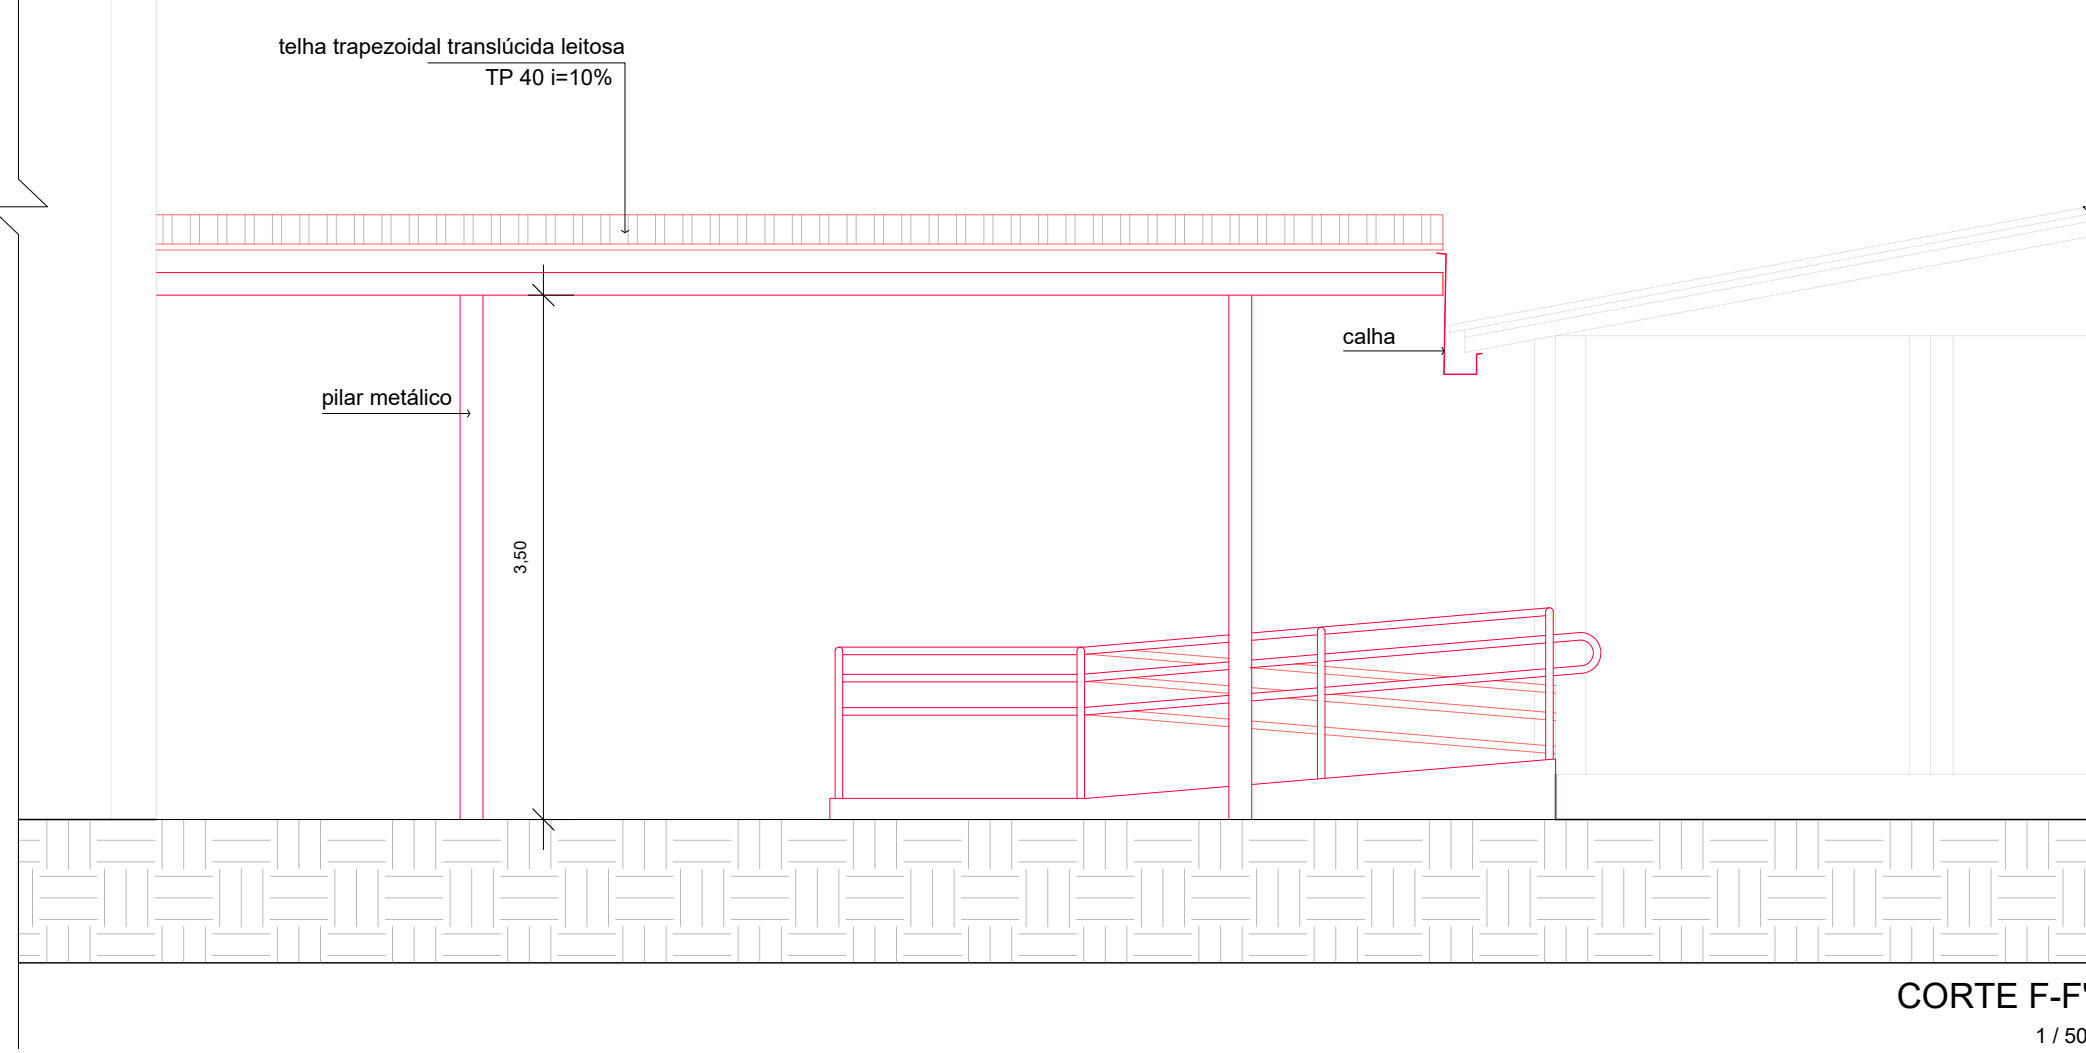 telha trapezoidal translúcida leitosa
TP 40 i=10%
calha
pilar metálico
3,50
CORTE F-F'
1 / 50